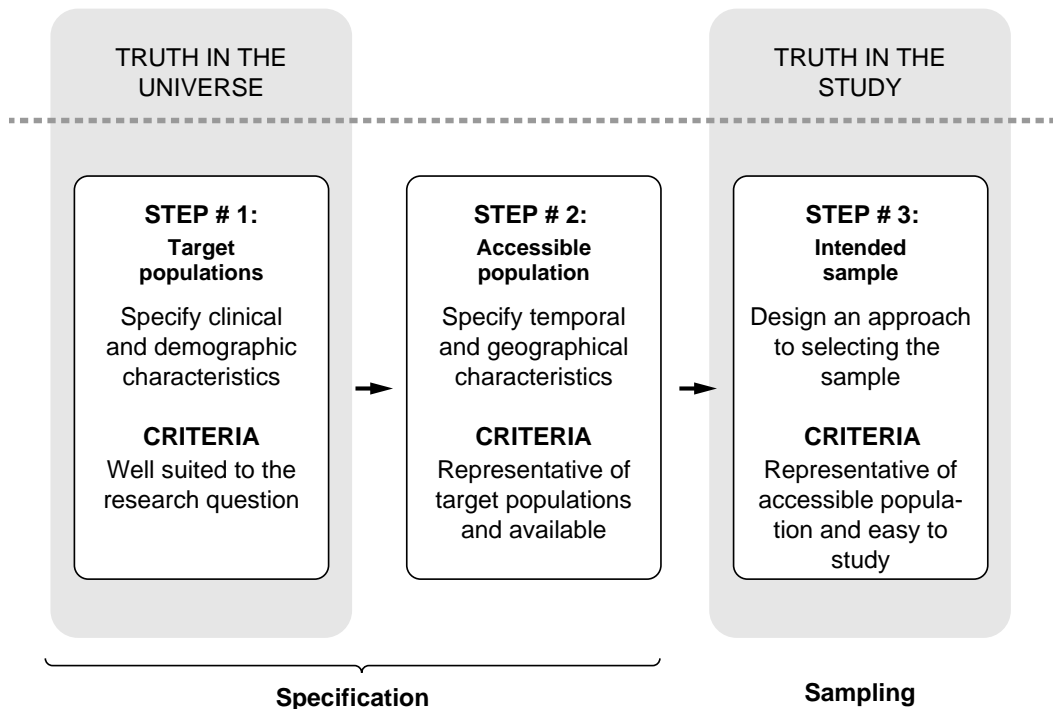 TRUTH IN THE
UNIVERSE
TRUTH IN THE
STUDY
STEP # 1:
Target
populations
Specify clinical
and demographic
characteristics
CRITERIA
Well suited to the
research question
STEP # 2:
Accessible
population
Specify temporal
and geographical
characteristics
CRITERIA
Representative of
target populations
and available
STEP # 3:
Intended
sample
Design an approach
to selecting the
sample
CRITERIA
Representative of
accessible popula-
tion and easy to
study
Specification
Sampling